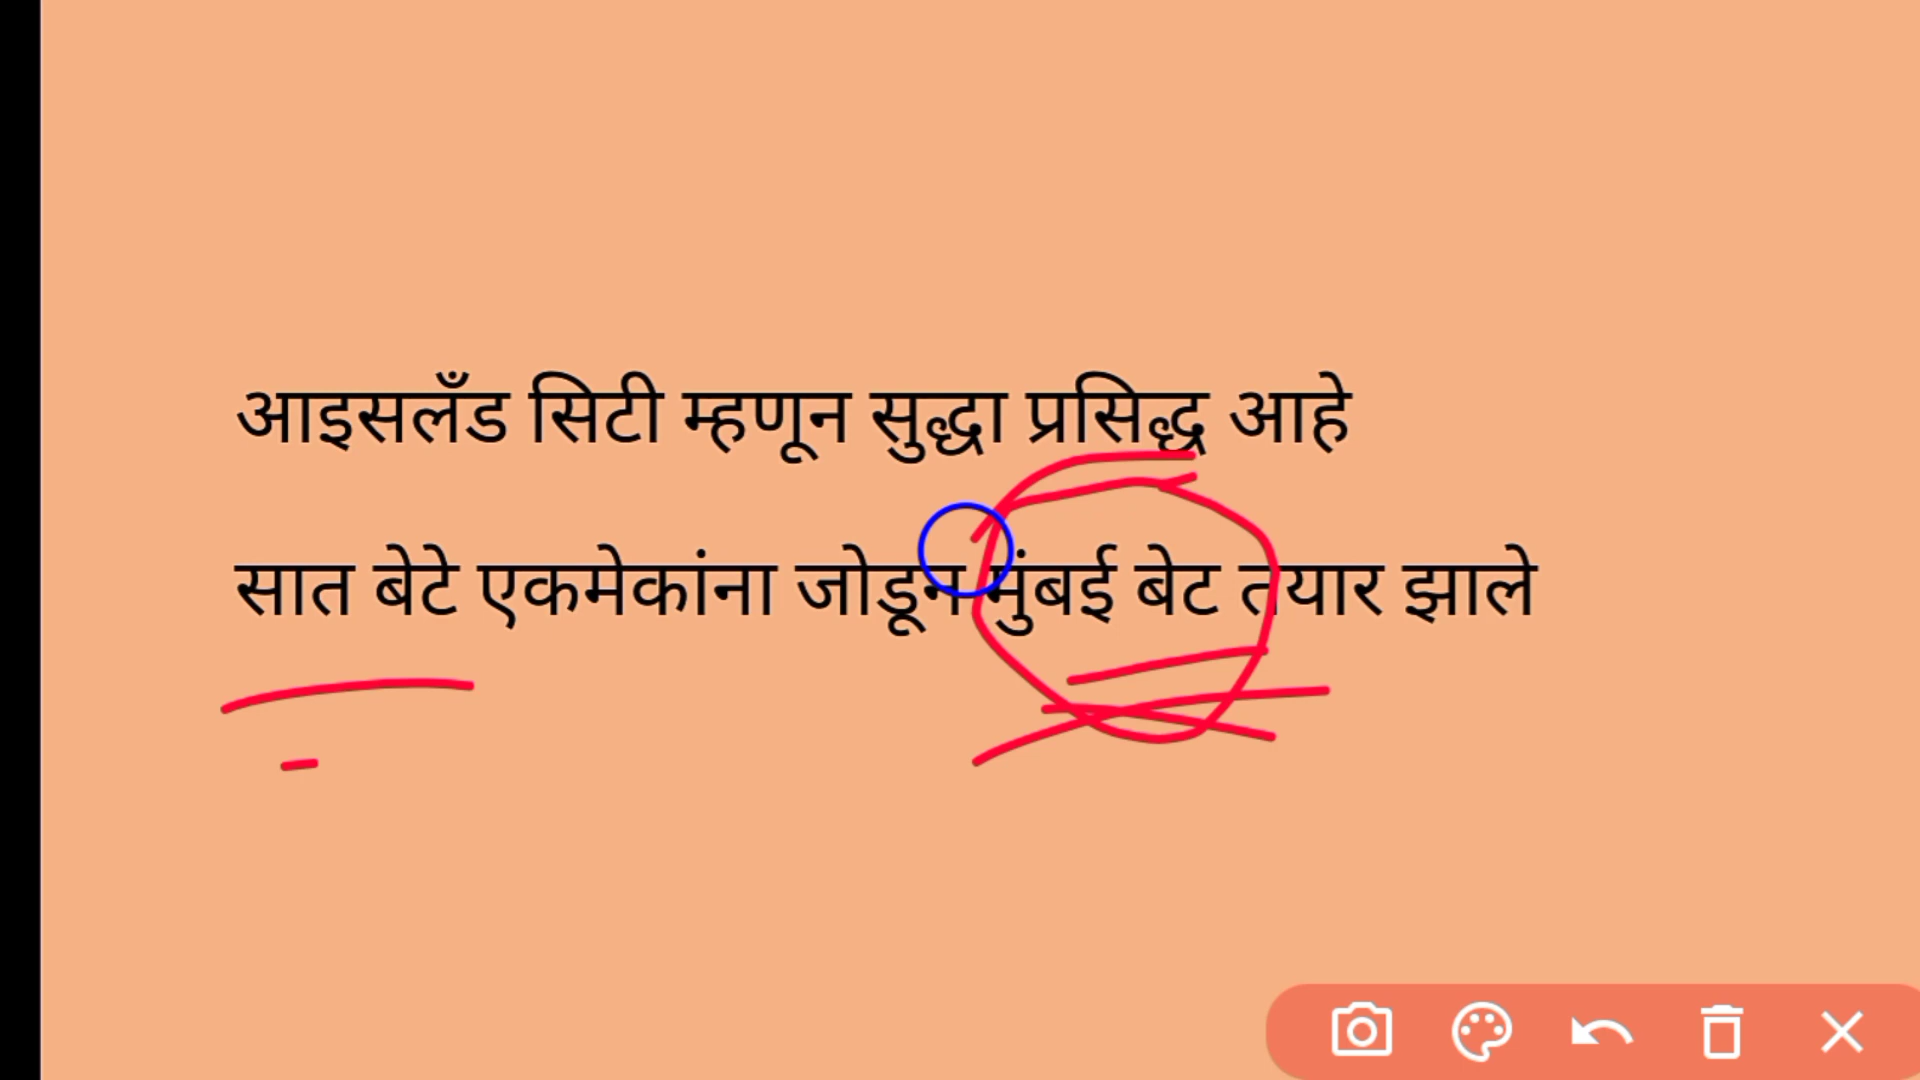 आइसलँड सिटी म्हणून सुद्धा प्रसिद्ध आहे
सात बेटे एकमेकांना जोडून मुंबई बेट तयार झाले